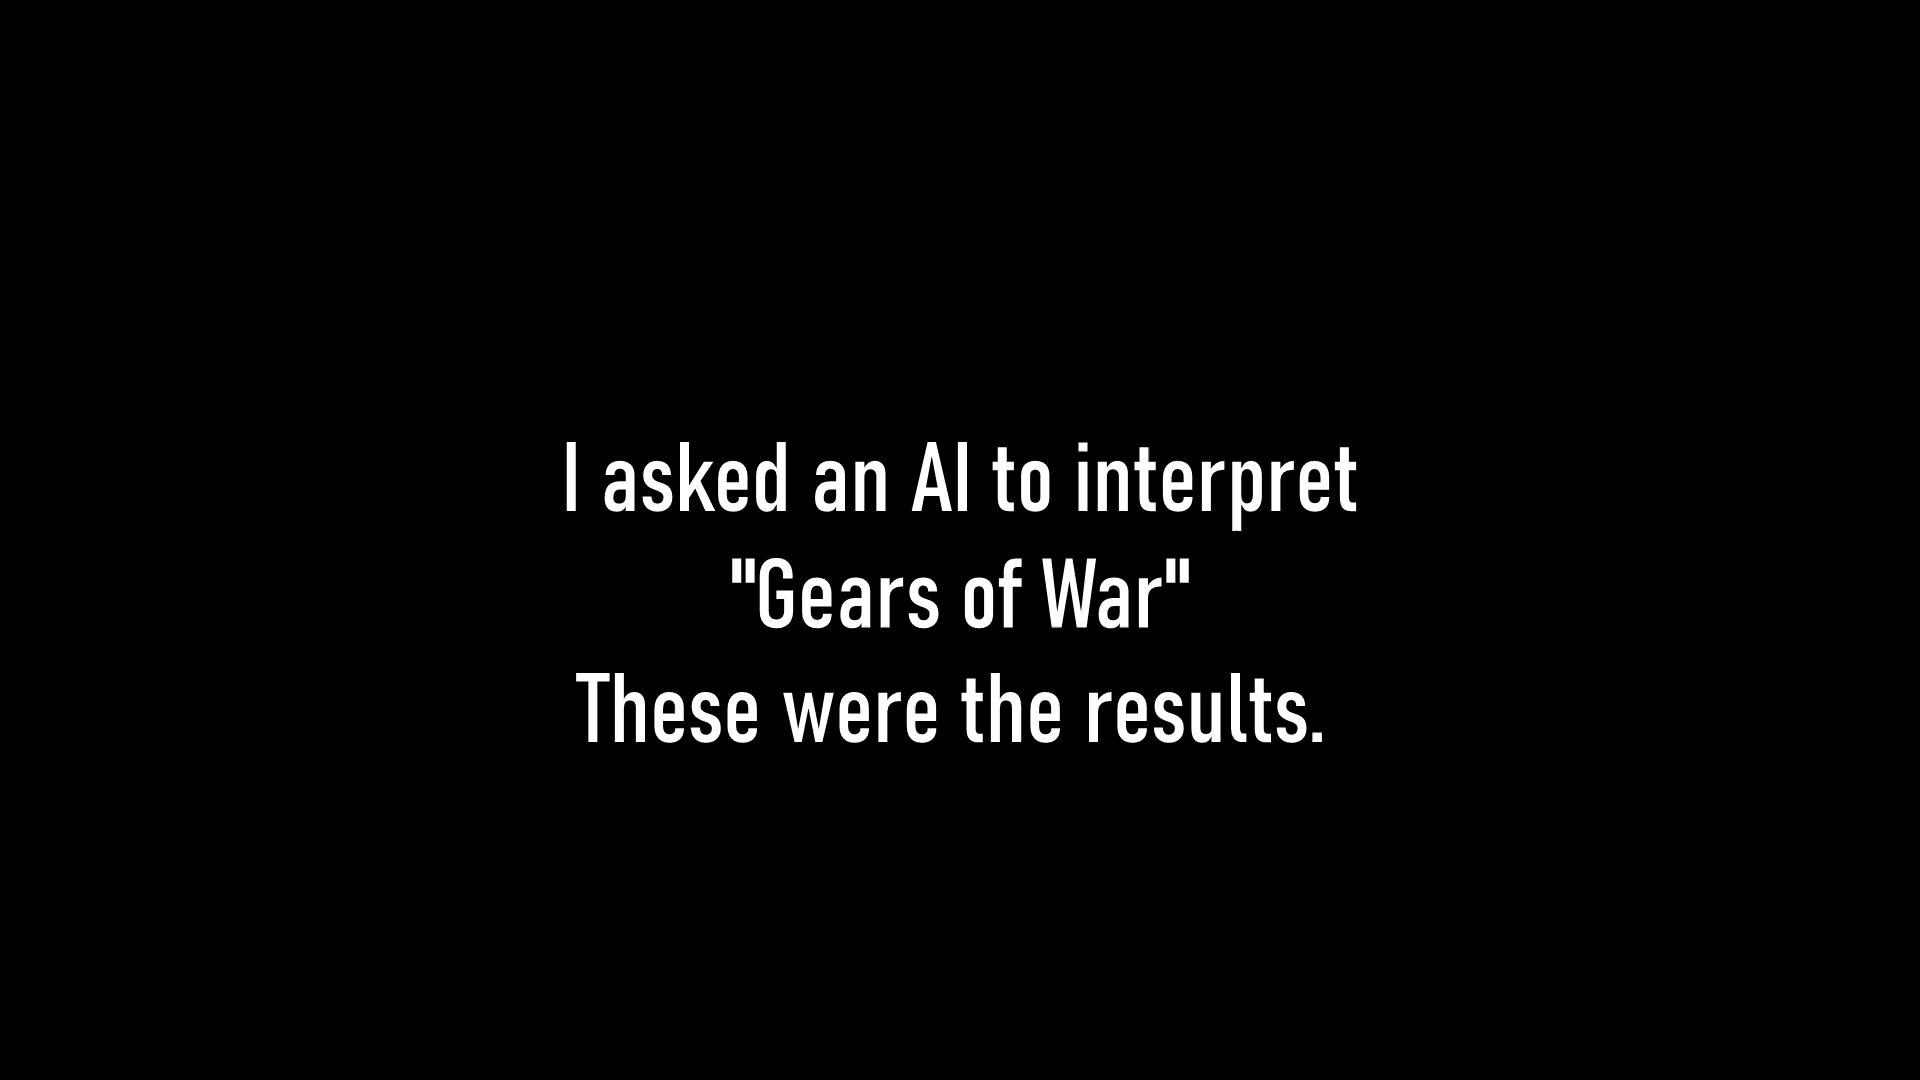 I asked an AI to interpret
"Gears of War"
These were the results.